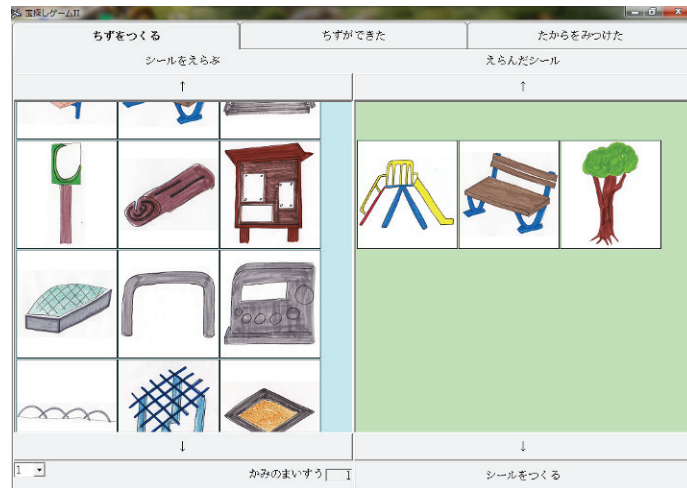 宝探しゲームII
ちずをつくる
ちずができた
たからをみつけた
シールをえらぶ
えらんだシール
↑
↑
↓
↓
1
かみのまいすう 1
シールをつくる